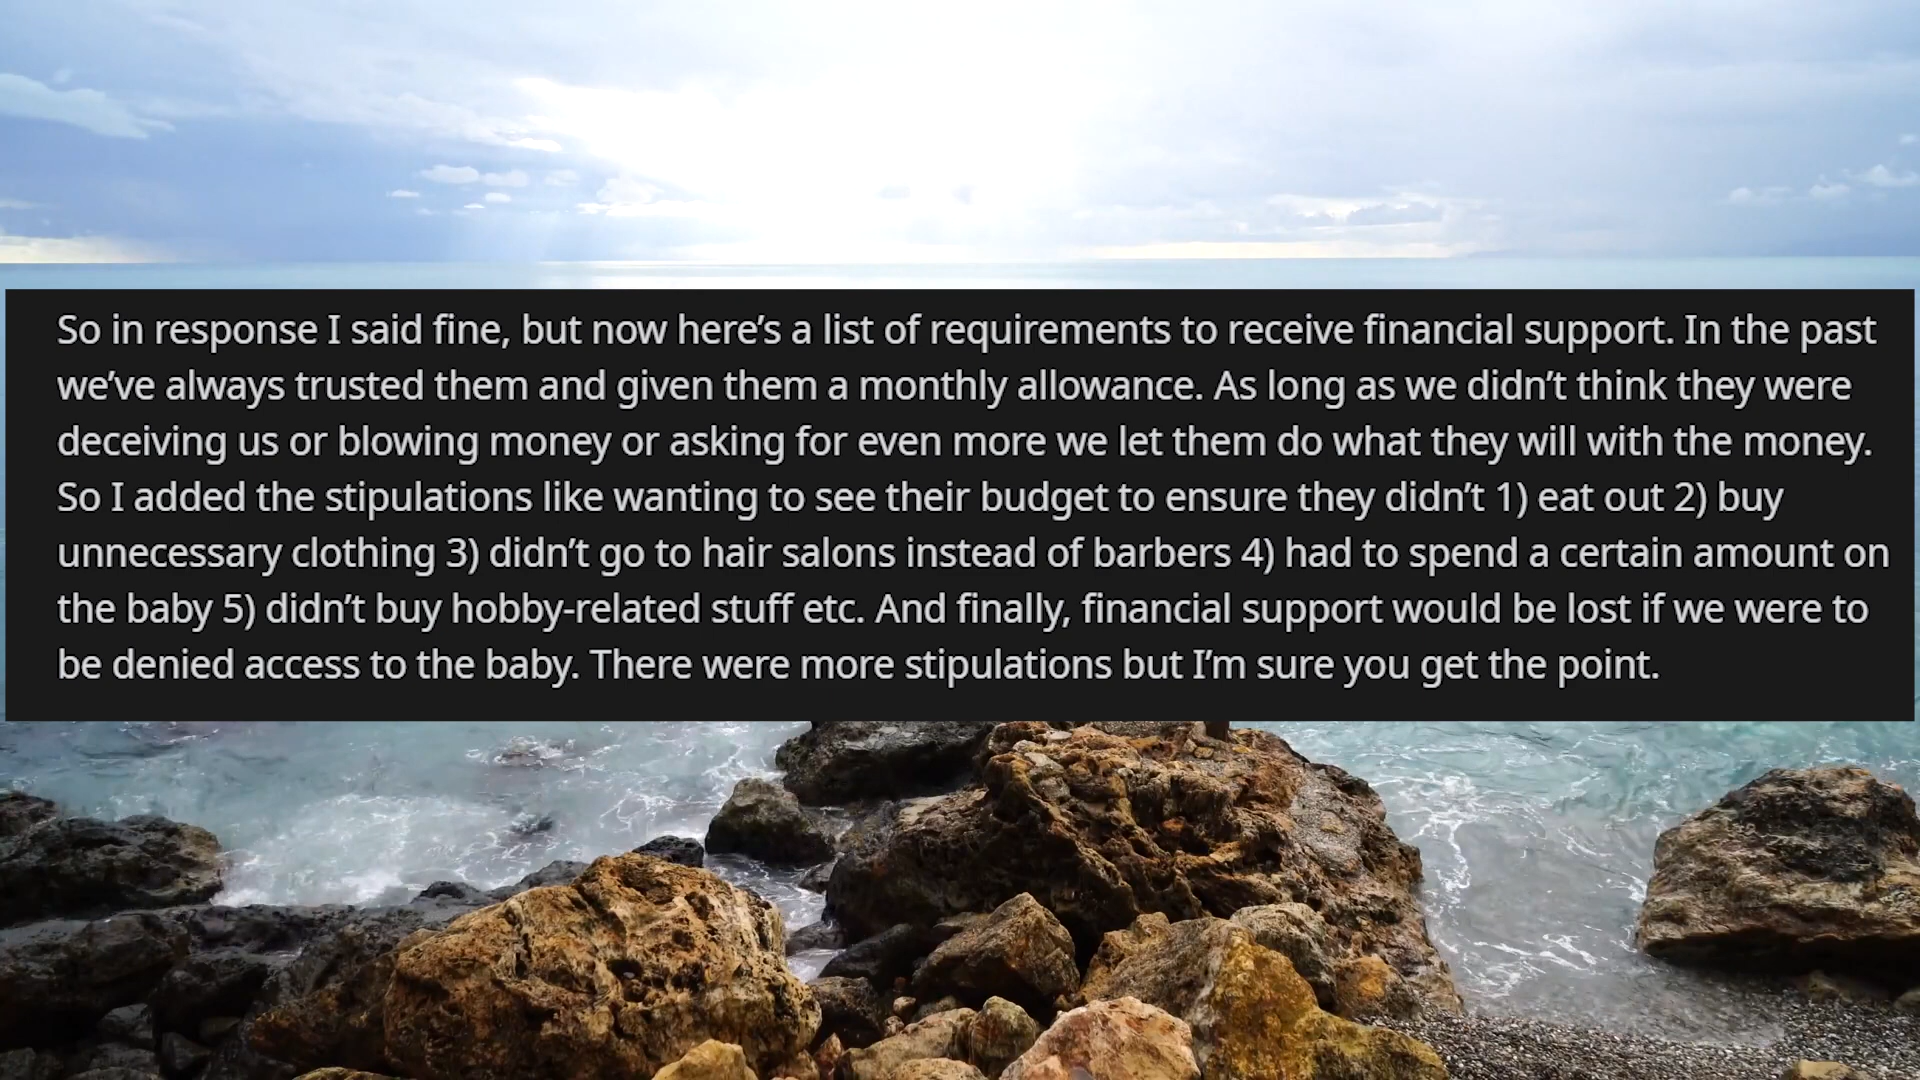 So in response I said fine, but now here’s a list of requirements to receive financial support. In the past
we’ve always trusted them and given them a monthly allowance. As long as we didn’t think they were
deceiving us or blowing money or asking for even more we let them do what they will with the money.
So I added the stipulations like wanting to see their budget to ensure they didn’t 1) eat out 2) buy
unnecessary clothing 3) didn’t go to hair salons instead of barbers 4) had to spend a certain amount on
the baby 5) didn’t buy hobby-related stuff etc. And finally, financial support would be lost if we were to
be denied access to the baby. There were more stipulations but I’m sure you get the point.